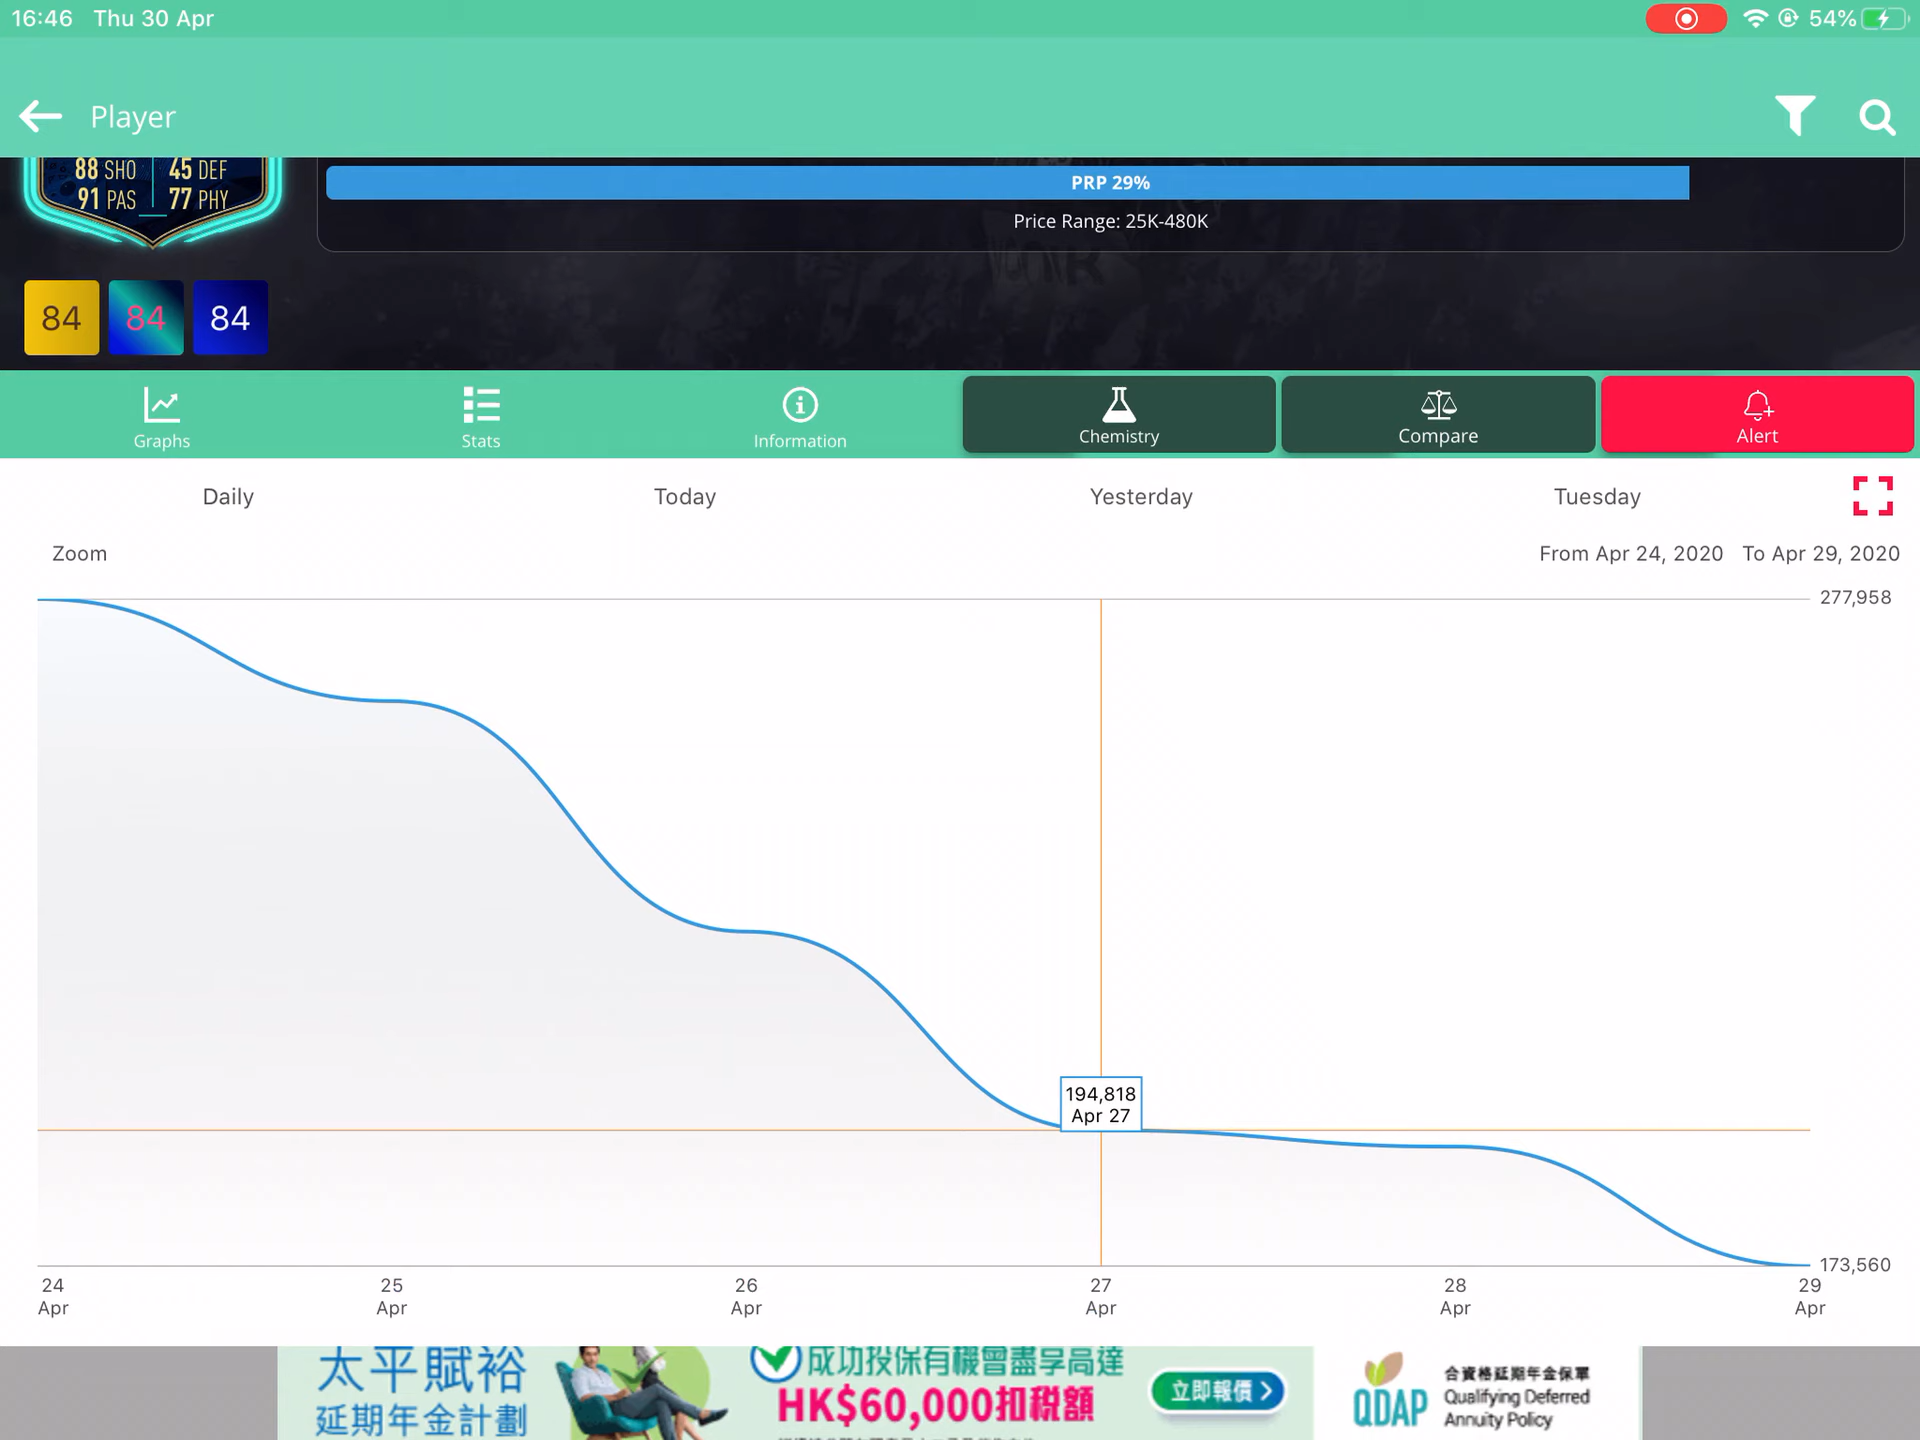 16:46 Thu 30 Apr 54%
Player
88 SHO 45 DEF
91 PAS 77 PHY
PRP 29%
Price Range: 25K-480K
84 84 84
Graphs Stats Information Chemistry Compare Alert
Daily Today Yesterday Tuesday
Zoom From Apr 24, 2020 To Apr 29, 2020
277,958
194,818
Apr 27
173,560
24 25 26 27 28 29
Apr Apr Apr Apr Apr Apr
太平賦裕
延期年金計劃
成功投保有機會盡享高達
HK$60,000扣稅額
立即報價
QDAP
合資格延期年金保單
Qualifying Deferred
Annuity Policy